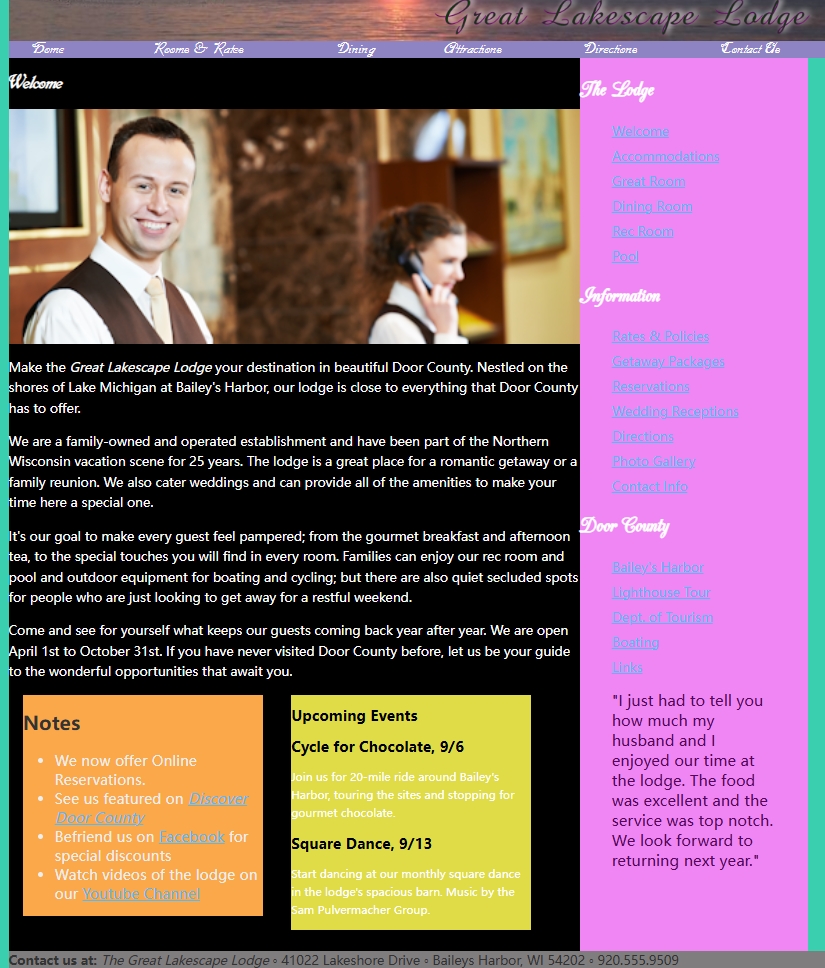 Great Lakescape Lodge
Home Rooms & Rates Dining Attractions Directions Contact Us
Welcome
Make the Great Lakescape Lodge your destination in beautiful Door County. Nestled on the
shores of Lake Michigan at Bailey's Harbor, our lodge is close to everything that Door County
has to offer.
We are a family-owned and operated establishment and have been part of the Northern
Wisconsin vacation scene for 25 years. The lodge is a great place for a romantic getaway or a
family reunion. We also cater weddings and can provide all of the amenities to make your
time here a special one.
It's our goal to make every guest feel pampered; from the gourmet breakfast and afternoon
tea, to the special touches you will find in every room. Families can enjoy our rec room and
pool and outdoor equipment for boating and cycling; but there are also quiet secluded spots
for people who are just looking to get away for a restful weekend.
Come and see for yourself what keeps our guests coming back year after year. We are open
April 1st to October 31st. If you have never visited Door County before, let us be your guide
to the wonderful opportunities that await you.
Notes
• We now offer Online
Reservations.
• See us featured on Discover
Door County
• Befriend us on Facebook for
special discounts
• Watch videos of the lodge on
our Youtube Channel
Upcoming Events
Cycle for Chocolate, 9/6
Join us for 20-mile ride around Bailey's
Harbor, touring the sites and stopping for
gourmet chocolate.
Square Dance, 9/13
Start dancing at our monthly square dance
in the lodge's spacious barn. Music by the
Sam Pulvermacher Group.
The Lodge
Welcome
Accommodations
Great Room
Dining Room
Rec Room
Pool
Information
Rates & Policies
Getaway Packages
Reservations
Wedding Receptions
Directions
Photo Gallery
Contact Info
Door County
Bailey's Harbor
Lighthouse Tour
Dept. of Tourism
Boating
Links
"I just had to tell you
how much my
husband and I
enjoyed our time at
the lodge. The food
was excellent and the
service was top notch.
We look forward to
returning next year."
Contact us at: The Great Lakescape Lodge ◦ 41022 Lakeshore Drive ◦ Baileys Harbor, WI 54202 ◦ 920.555.9509